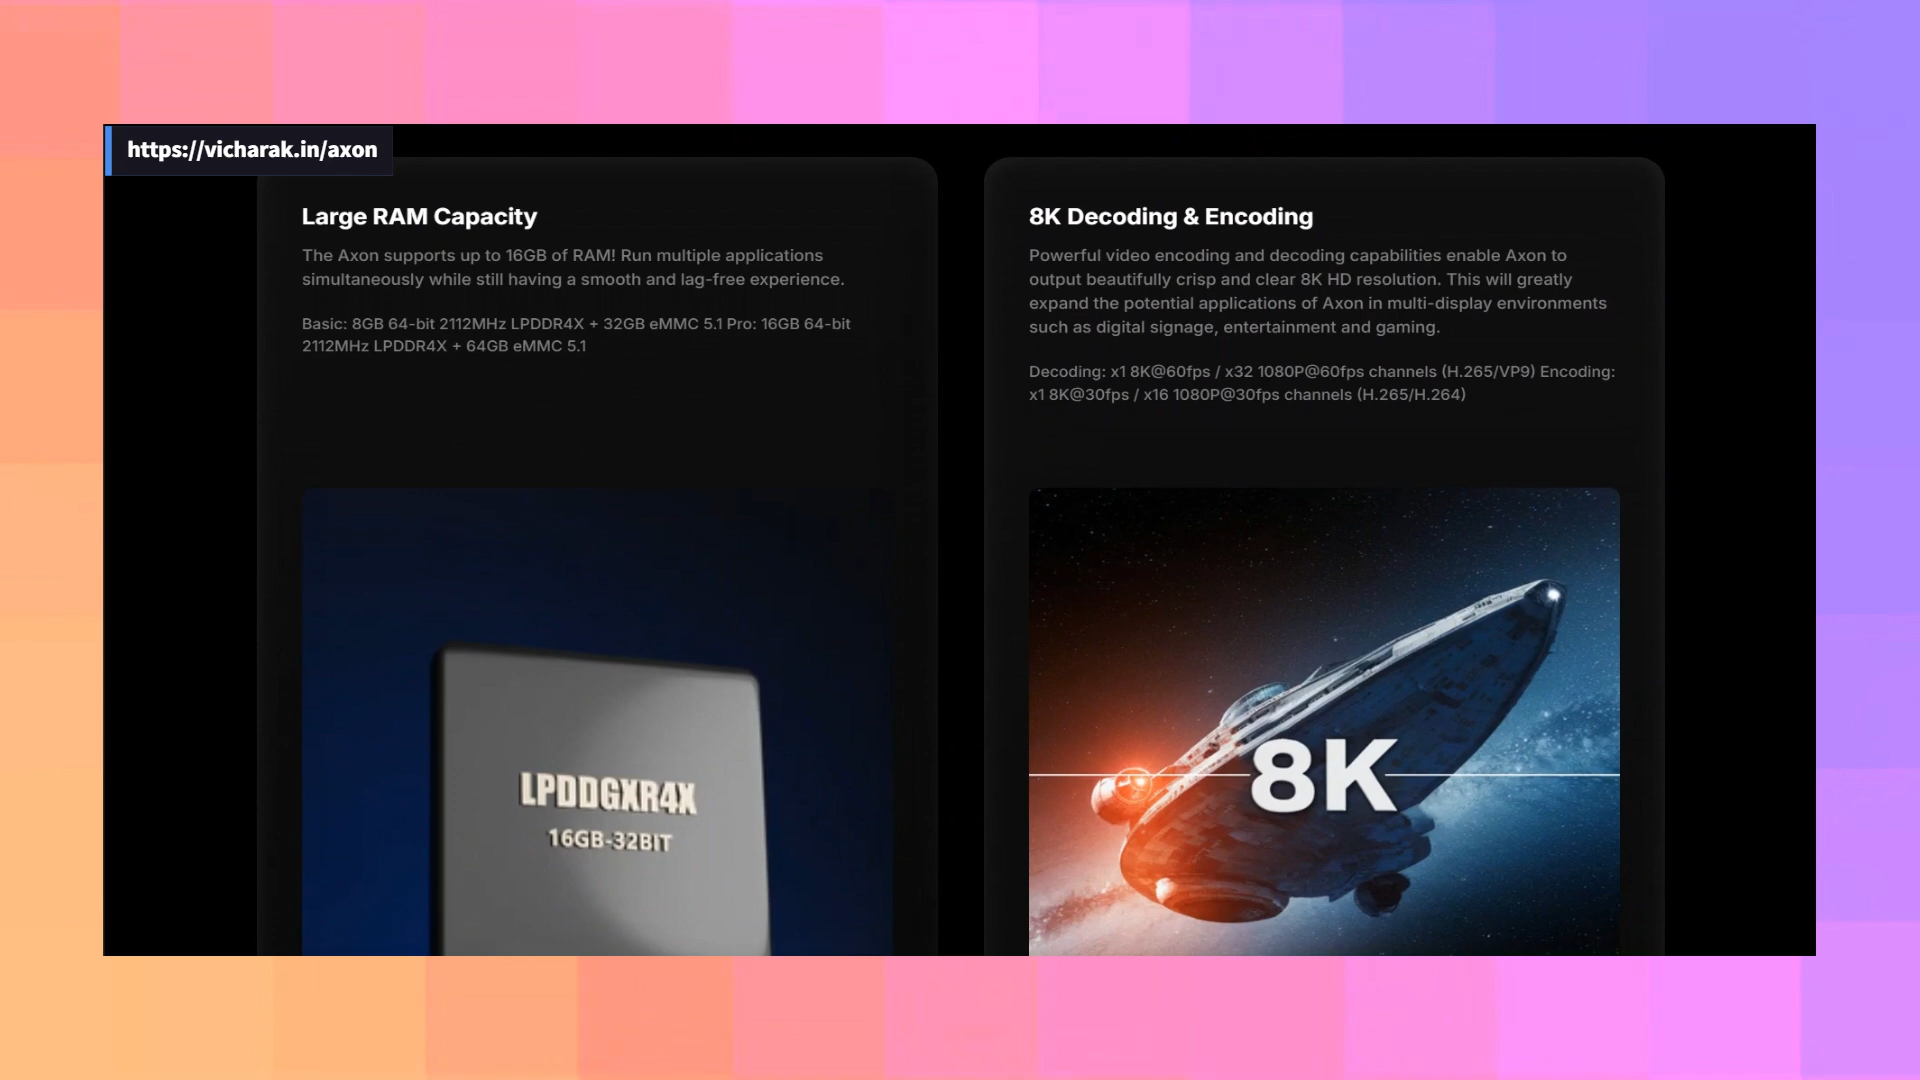 https://vicharak.in/axon
Large RAM Capacity
The Axon supports up to 16GB of RAM! Run multiple applications
simultaneously while still having a smooth and lag-free experience.
Basic: 8GB 64-bit 2112MHz LPDDR4X + 32GB eMMC 5.1 Pro: 16GB 64-bit
2112MHz LPDDR4X + 64GB eMMC 5.1
LPDDGXR4X
16GB-32BIT
8K Decoding & Encoding
Powerful video encoding and decoding capabilities enable Axon to
output beautifully crisp and clear 8K HD resolution. This will greatly
expand the potential applications of Axon in multi-display environments
such as digital signage, entertainment and gaming.
Decoding: x1 8K@60fps / x32 1080P@60fps channels (H.265/VP9) Encoding:
x1 8K@30fps / x16 1080P@30fps channels (H.265/H.264)
8K